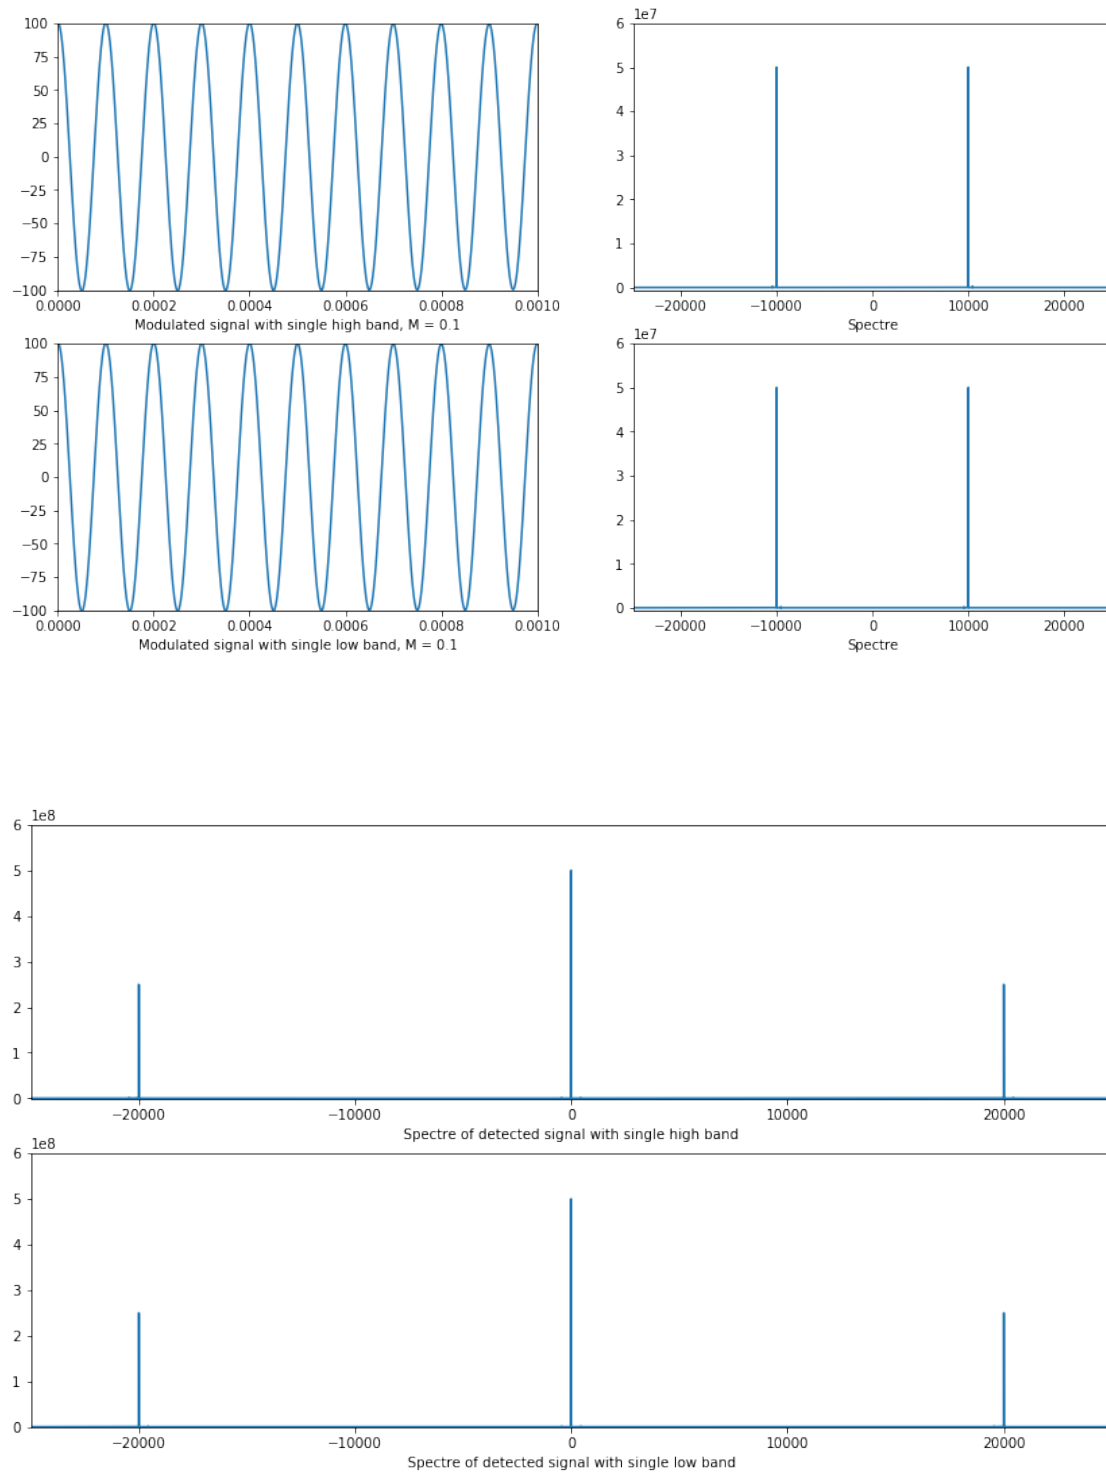 1e7
100
75
50
25
0
−25
−50
−75
−100
0.0000 0.0002 0.0004 0.0006 0.0008 0.0010
Modulated signal with single high band, M = 0.1
6
5
4
3
2
1
0
−20000 −10000 0 10000 20000
Spectre
1e7
100
75
50
25
0
−25
−50
−75
−100
0.0000 0.0002 0.0004 0.0006 0.0008 0.0010
Modulated signal with single low band, M = 0.1
6
5
4
3
2
1
0
−20000 −10000 0 10000 20000
Spectre
1e8
6
5
4
3
2
1
0
−20000 −10000 0 10000 20000
Spectre of detected signal with single high band
1e8
6
5
4
3
2
1
0
−20000 −10000 0 10000 20000
Spectre of detected signal with single low band